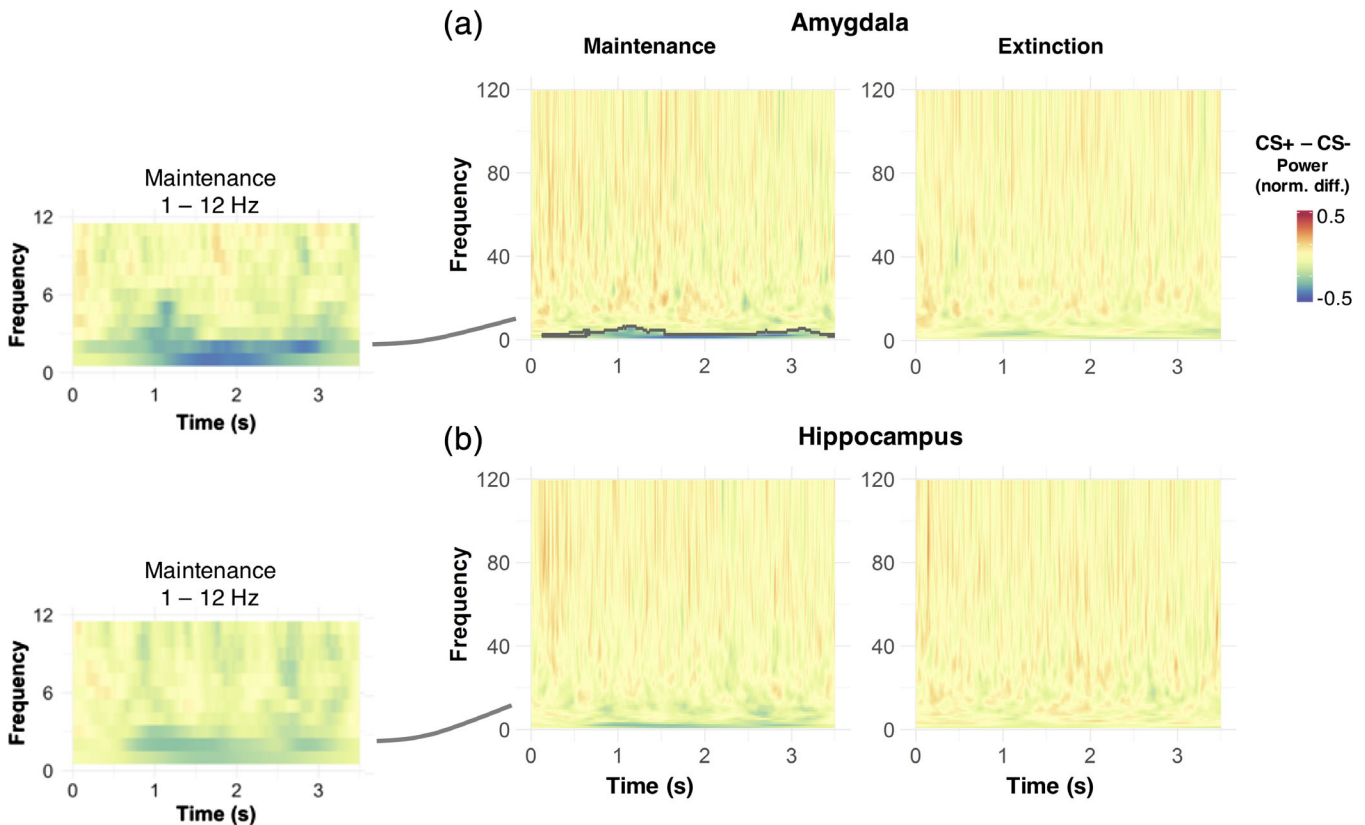 (a)
Amygdala
Maintenance
Extinction
120
80
40
0
Frequency
0 1 2 3
120
80
40
0
0 1 2 3
CS+ – CS-
Power
(norm. diff.)
0.5
-0.5
Maintenance
1 – 12 Hz
12
6
0
Frequency
0 1 2 3
Time (s)
(b)
Hippocampus
120
80
40
0
Frequency
0 1 2 3
Time (s)
120
80
40
0
0 1 2 3
Time (s)
Maintenance
1 – 12 Hz
12
6
0
Frequency
0 1 2 3
Time (s)